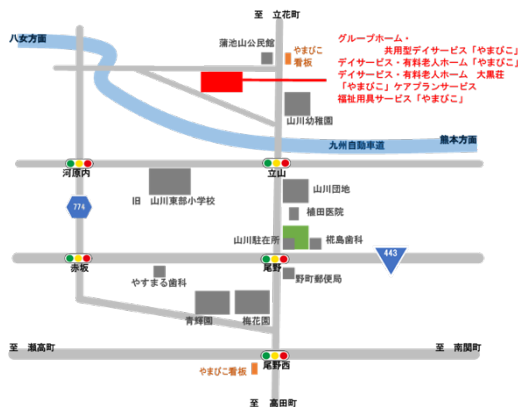 至　立花町
八女方面
蒲池山公民館
やまびこ
看板
グループホーム・
共用型デイサービス「やまびこ」
デイサービス・有料老人ホーム「やまびこ」
デイサービス・有料老人ホーム　大黒荘
「やまびこ」ケアプランサービス
福祉用具サービス「やまびこ」
山川幼稚園
九州自動車道
熊本方面
河原内
立山
旧　山川東部小学校
山川団地
774
植田医院
山川駐在所
椛島歯科
443
赤坂
尾野
やすまる歯科
野町郵便局
青輝園
梅花園
至　瀬高町
至　南関町
尾野西
やまびこ看板
至　高田町